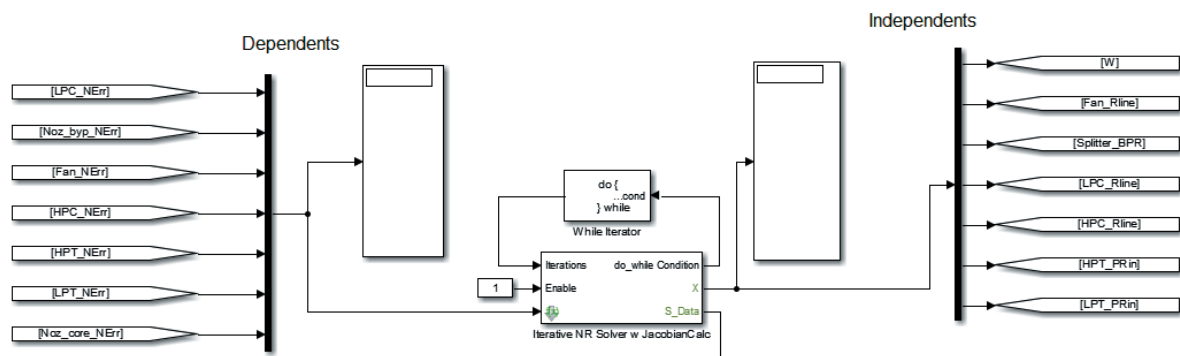 Dependents
Independents
[LPC_NErr]
[Noz_byp_NErr]
[Fan_NErr]
[HPC_NErr]
[HPT_NErr]
[LPT_NErr]
[Noz_core_NErr]
do {
...cond
} while
While Iterator
1
Iterations
Enable
do_while Condition
X
S_Data
Iterative NR Solver w JacobianCalc
[W]
[Fan_Rline]
[Splitter_BPR]
[LPC_Rline]
[HPC_Rline]
[HPT_PRin]
[LPT_PRin]